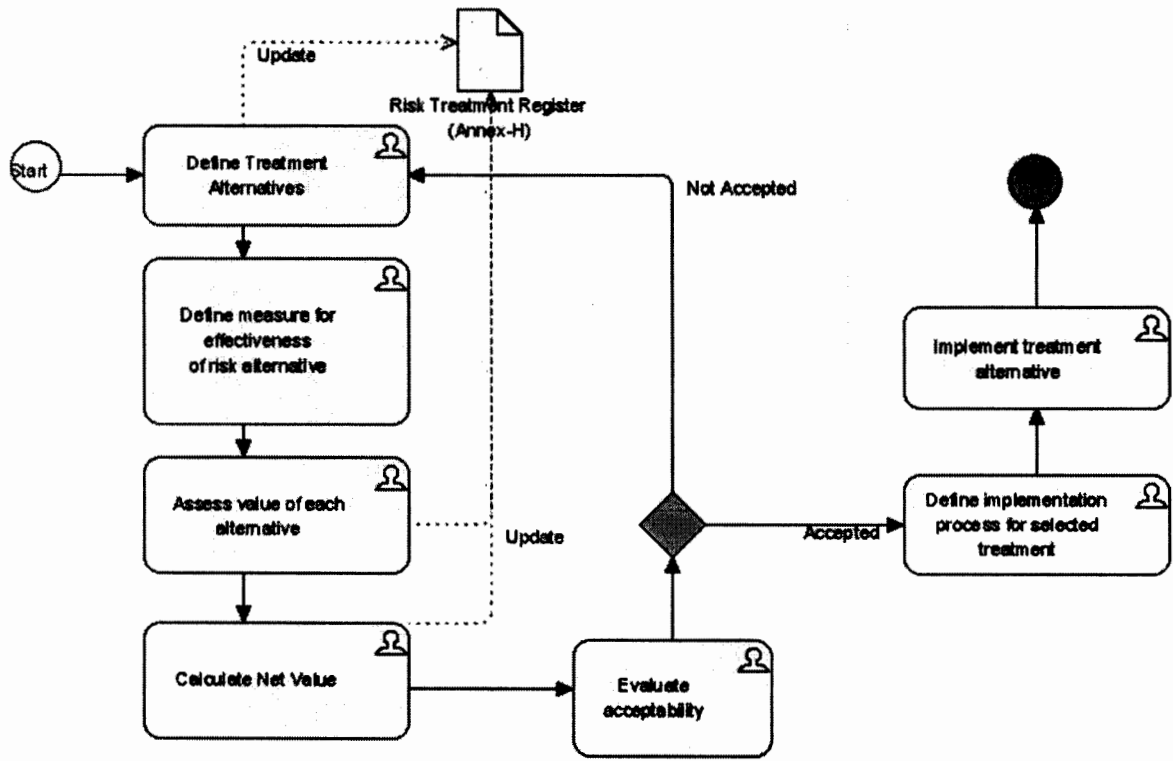 Update
Risk Treatment Register
(Annex-H)
Start
Define Treatment
Alternatives
Not Accepted
Define measure for
effectiveness
of risk alternative
Implement treatment
alternative
Assess value of each
alternative
Update
Accepted
Define implementation
process for selected
treatment
Calculate Net Value
Evaluate
acceptability